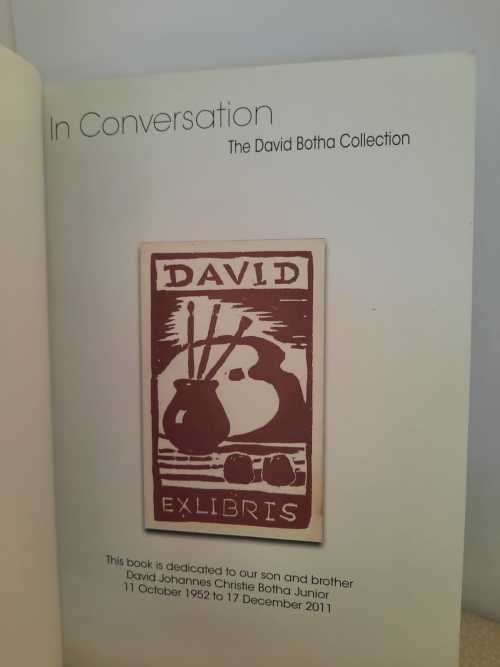 In Conversation
The David Botha Collection
DAVID
EXLIBRIS
This book is dedicated to our son and brother
David Johannes Christie Botha Junior
11 October 1952 to 17 December 2011